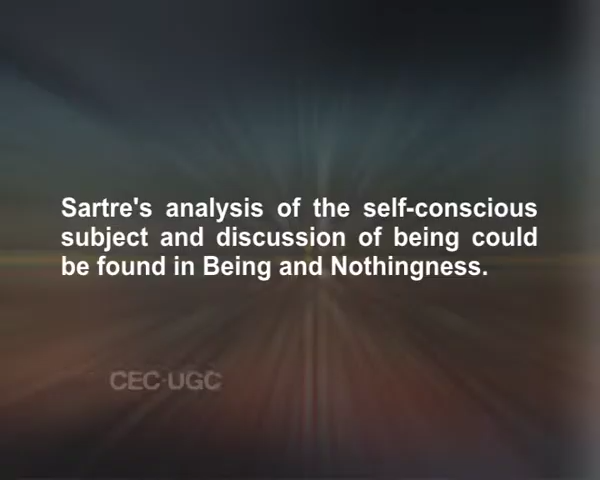 Sartre's analysis of the self-conscious
subject and discussion of being could
be found in Being and Nothingness.
CEC-UGC